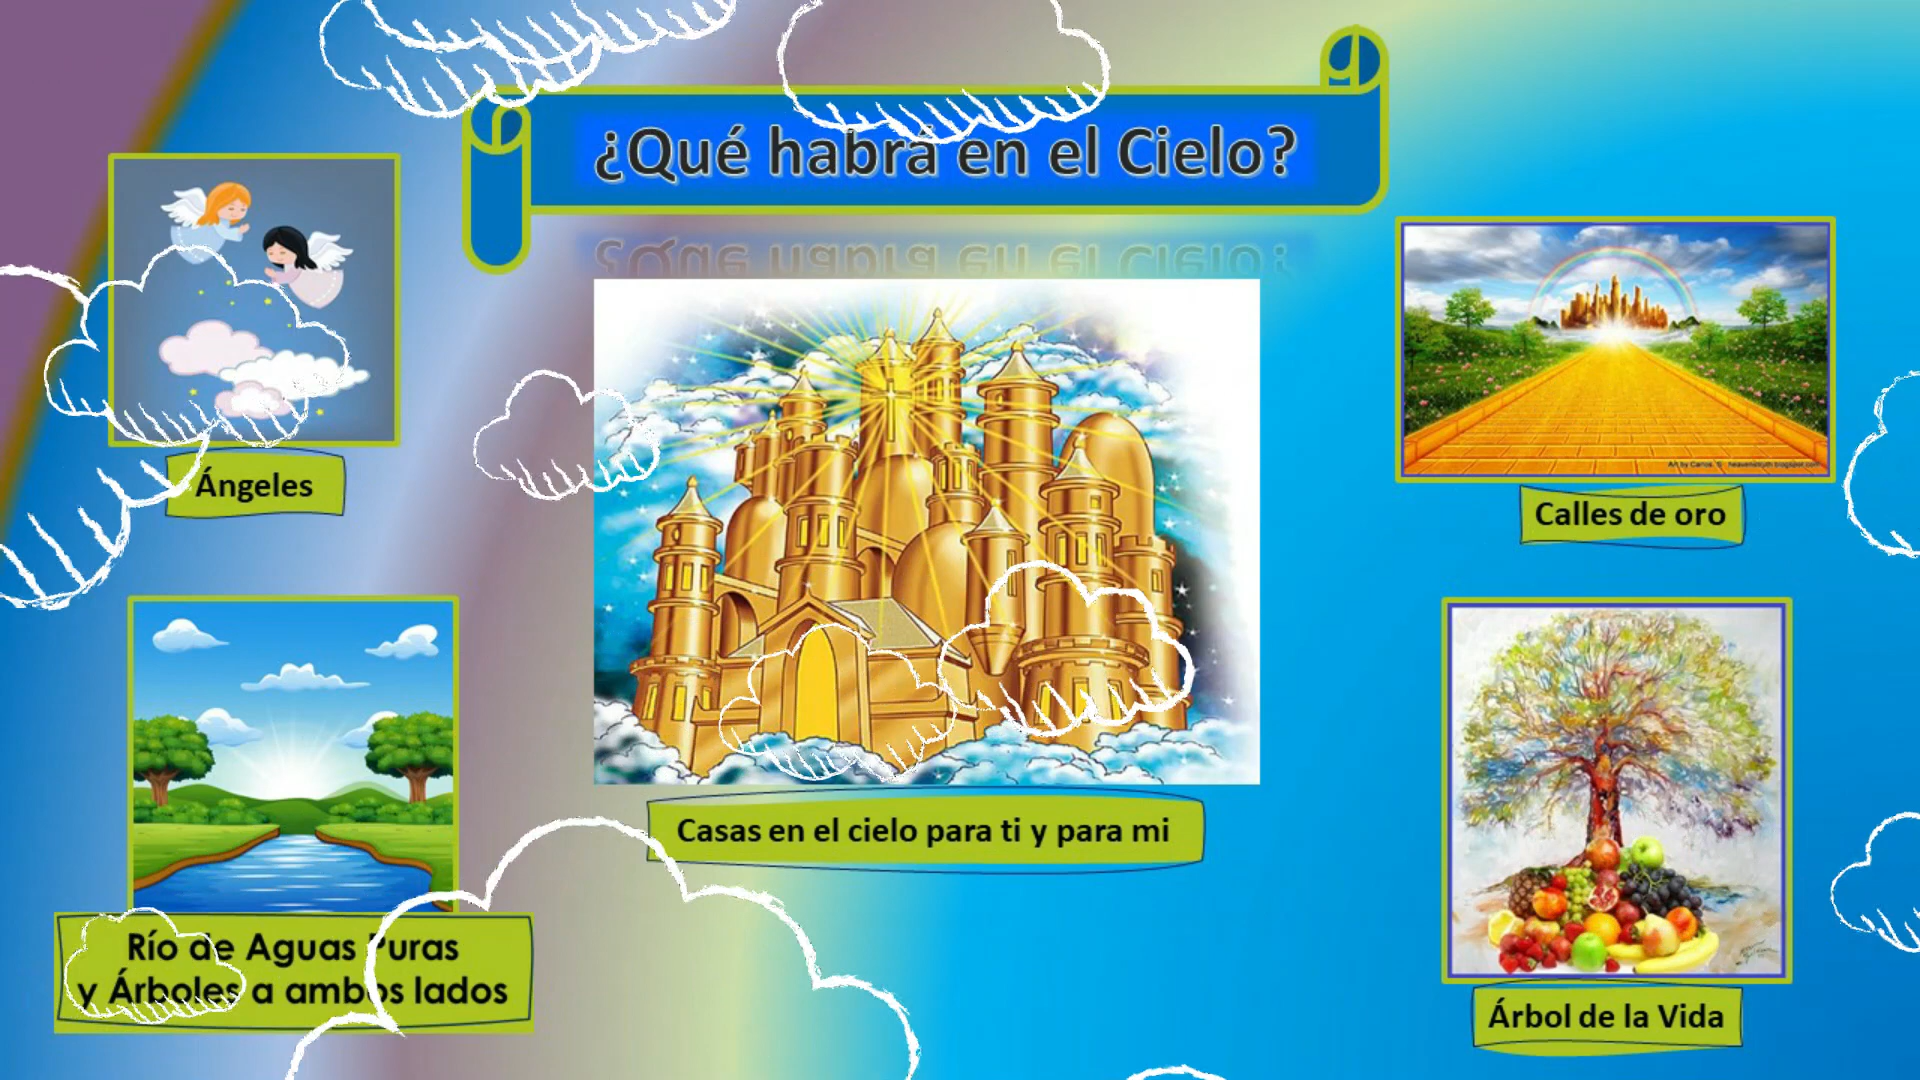 ¿Qué habrá en el Cielo?
Ángeles
Calles de oro
Casas en el cielo para ti y para mi
Río de Aguas Puras
y Árboles a ambos lados
Árbol de la Vida